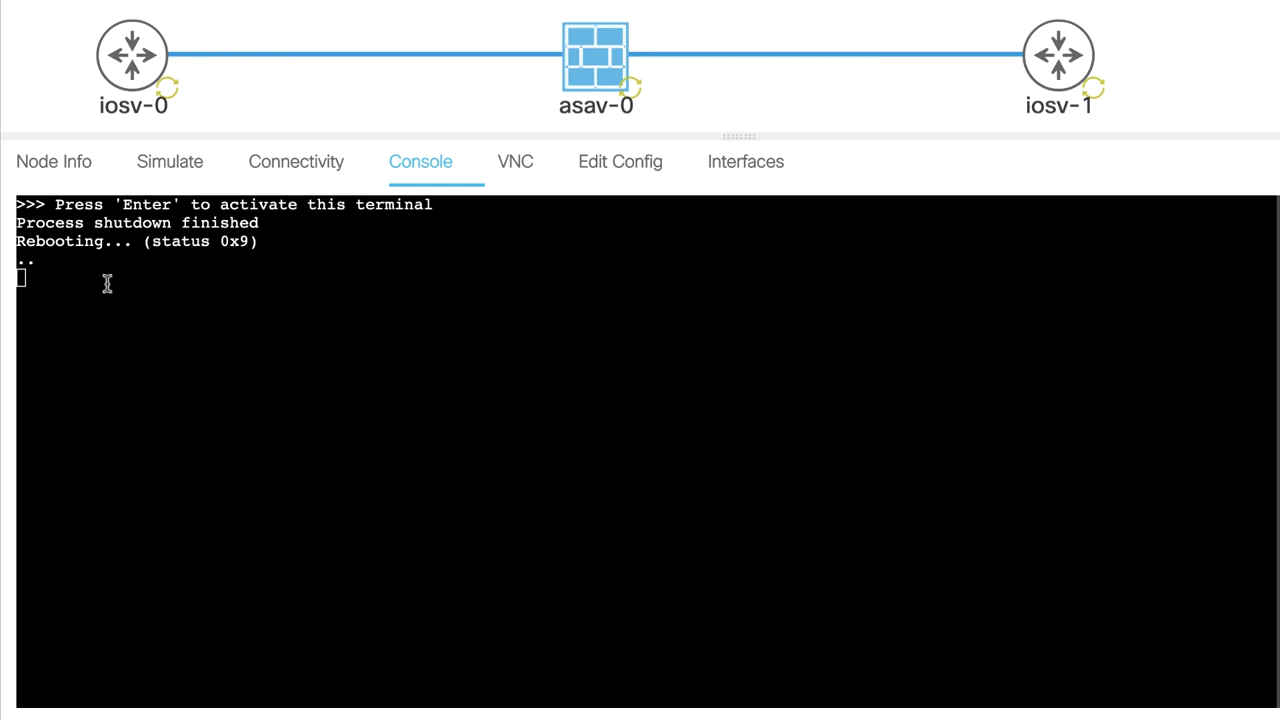 iosv-0 asav-0 iosv-1
Node Info Simulate Connectivity Console VNC Edit Config Interfaces
>>> Press 'Enter' to activate this terminal
Process shutdown finished
Rebooting... (status 0x9)
..